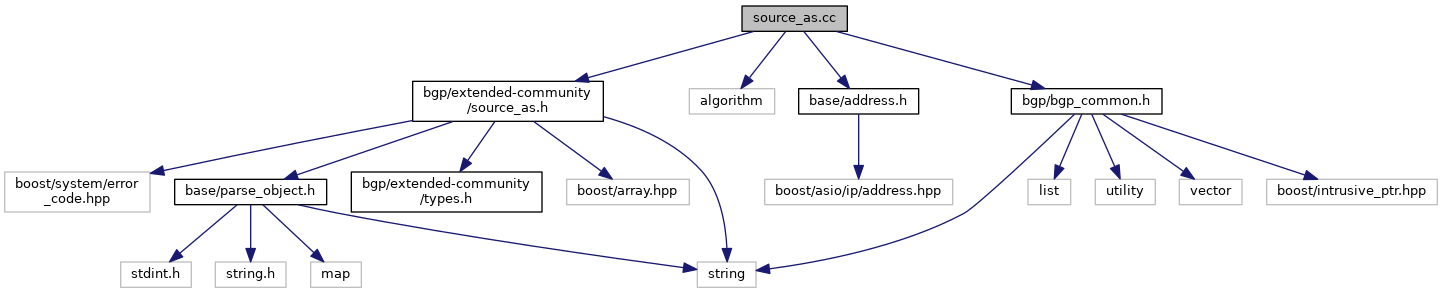 source_as.cc
bgp/extended-community
/source_as.h
algorithm
base/address.h
bgp/bgp_common.h
boost/system/error
_code.hpp
base/parse_object.h
bgp/extended-community
/types.h
boost/array.hpp
boost/asio/ip/address.hpp
list
utility
vector
boost/intrusive_ptr.hpp
stdint.h
string.h
map
string